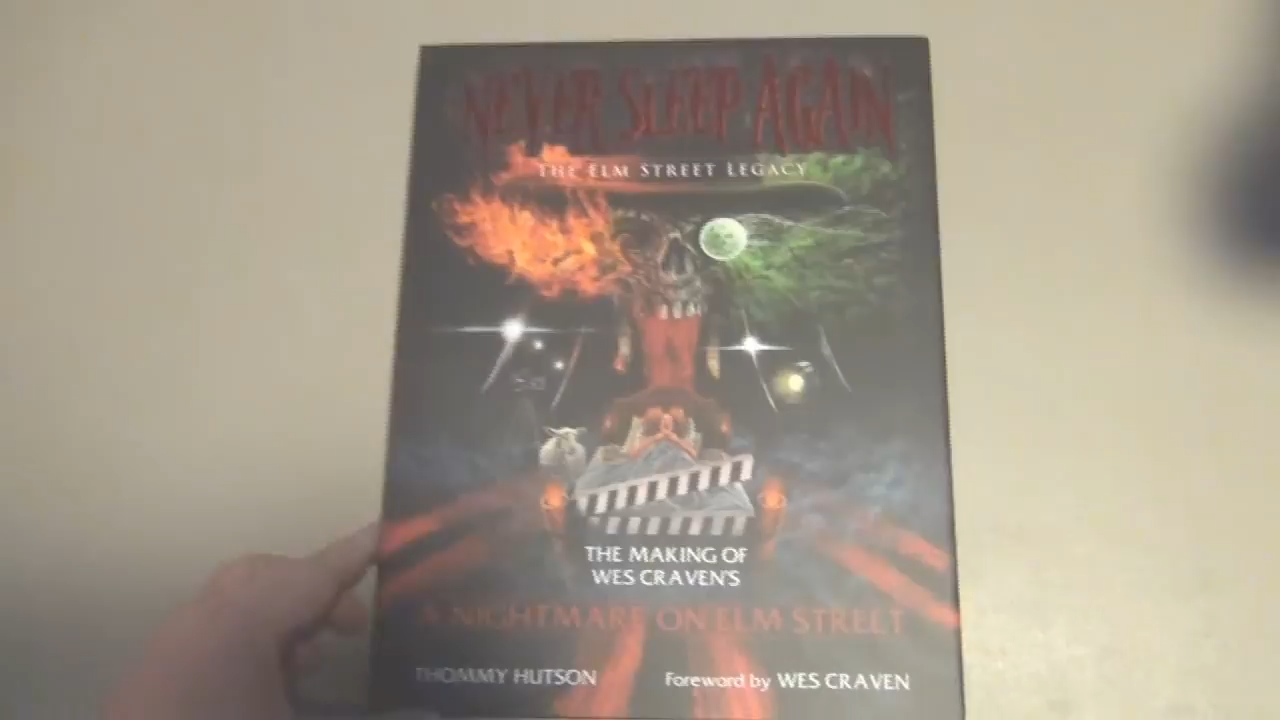 NEVER SLEEP AGAIN
THE ELM STREET LEGACY
THE MAKING OF
WES CRAVEN'S
A NIGHTMARE ON ELM STREET
THOMMY HUTSON
Foreword by WES CRAVEN